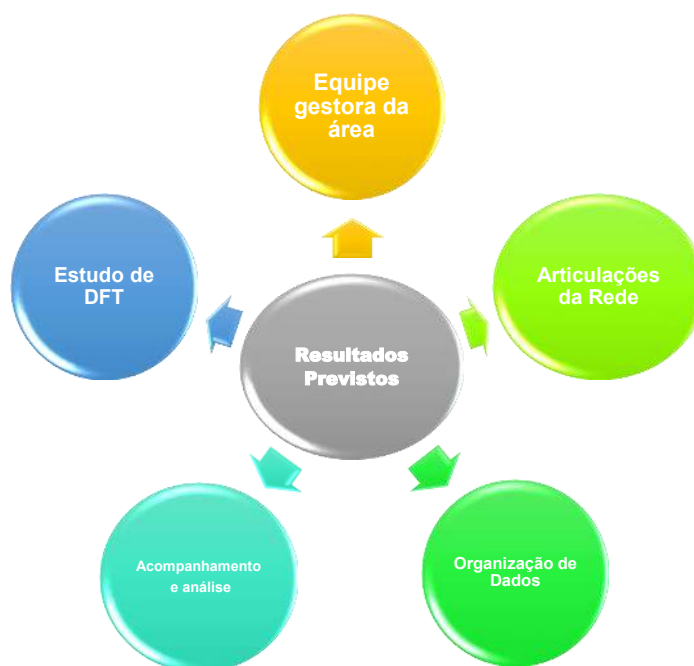 Equipe
gestora da
área
Articulações
da Rede
Estudo de
DFT
Resultados
Previstos
Organização de
Dados
Acompanhamento
e análise